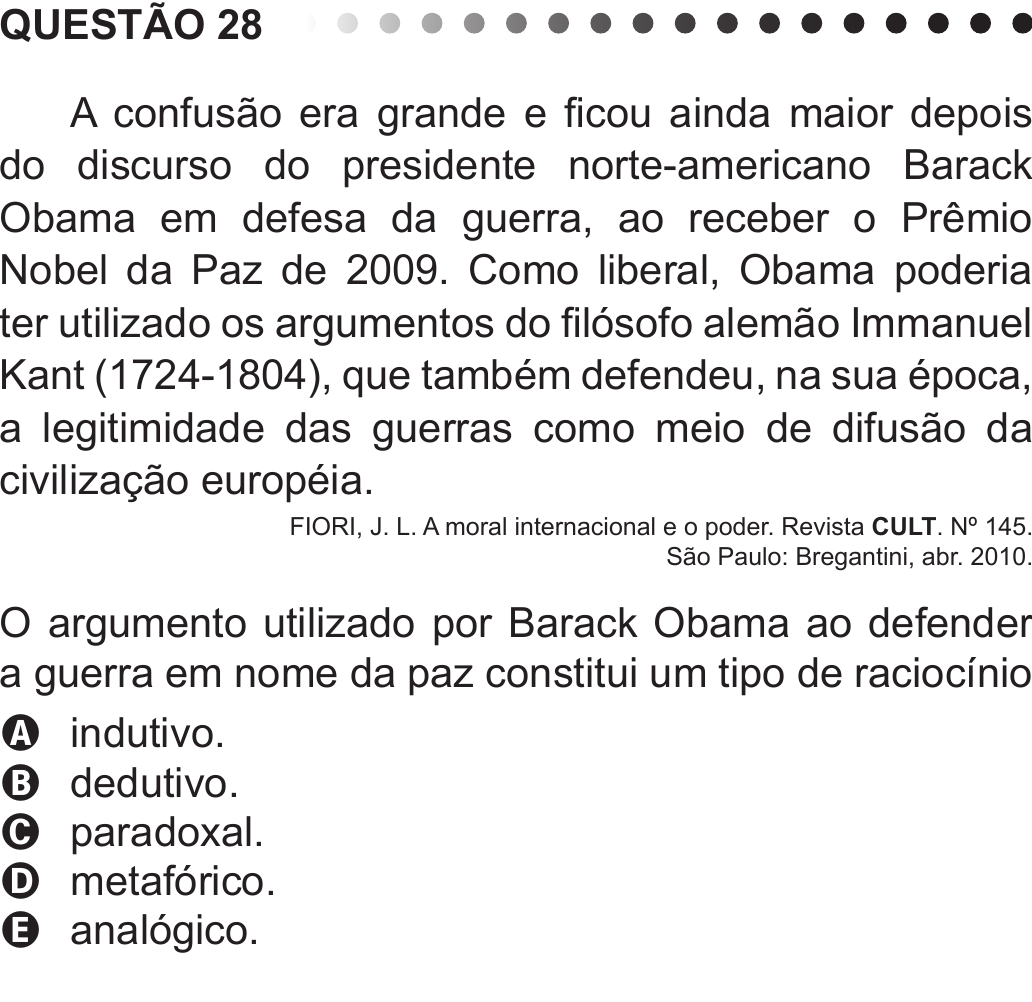 QUESTÃO 28
A confusão era grande e ficou ainda maior depois
do discurso do presidente norte-americano Barack
Obama em defesa da guerra, ao receber o Prêmio
Nobel da Paz de 2009. Como liberal, Obama poderia
ter utilizado os argumentos do filósofo alemão Immanuel
Kant (1724-1804), que também defendeu, na sua época,
a legitimidade das guerras como meio de difusão da
civilização européia.
FIORI, J. L. A moral internacional e o poder. Revista CULT. Nº 145.
São Paulo: Bregantini, abr. 2010.
O argumento utilizado por Barack Obama ao defender
a guerra em nome da paz constitui um tipo de raciocínio
A indutivo.
B dedutivo.
C paradoxal.
D metafórico.
E analógico.